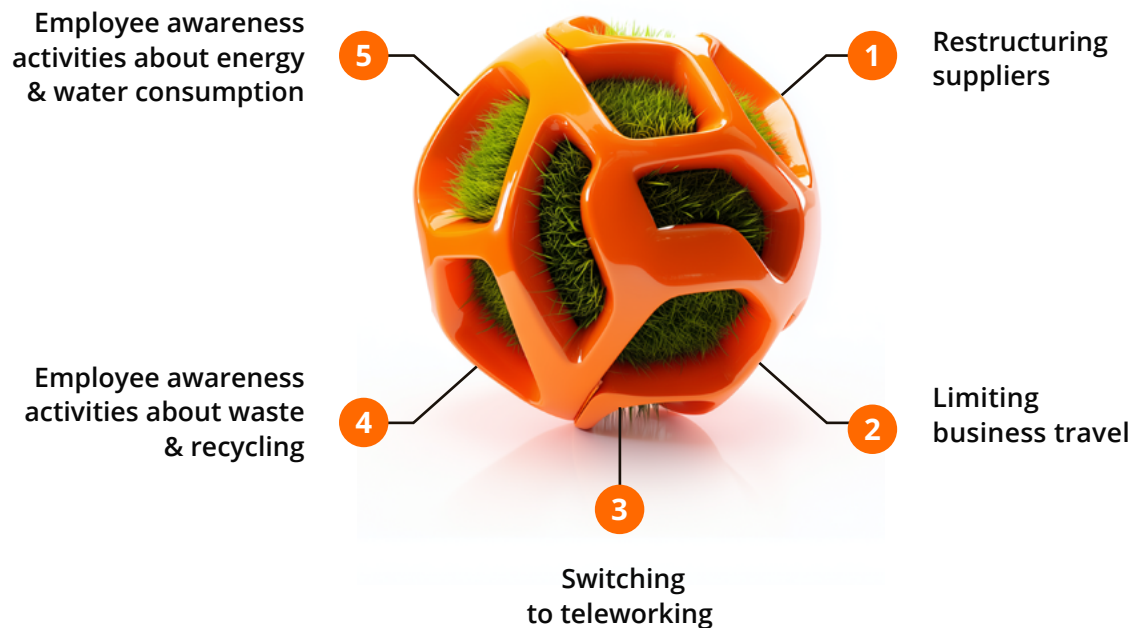 1
Restructuring
suppliers
2
Limiting
business travel
3
Switching
to teleworking
4
Employee awareness
activities about waste
& recycling
5
Employee awareness
activities about energy
& water consumption